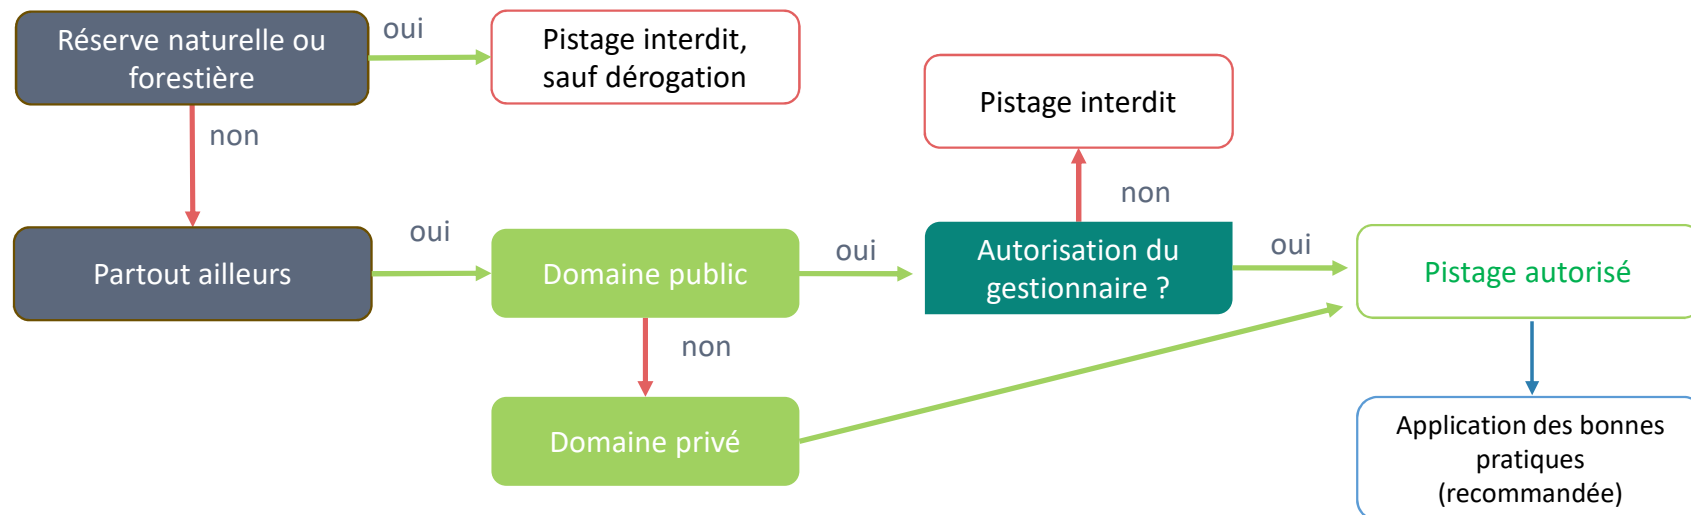 Réserve naturelle ou
forestière
oui
Pistage interdit,
sauf dérogation
Pistage interdit
non
non
Partout ailleurs
oui
Domaine public
oui
Autorisation du
gestionnaire ?
oui
Pistage autorisé
non
Domaine privé
Application des bonnes
pratiques
(recommandée)